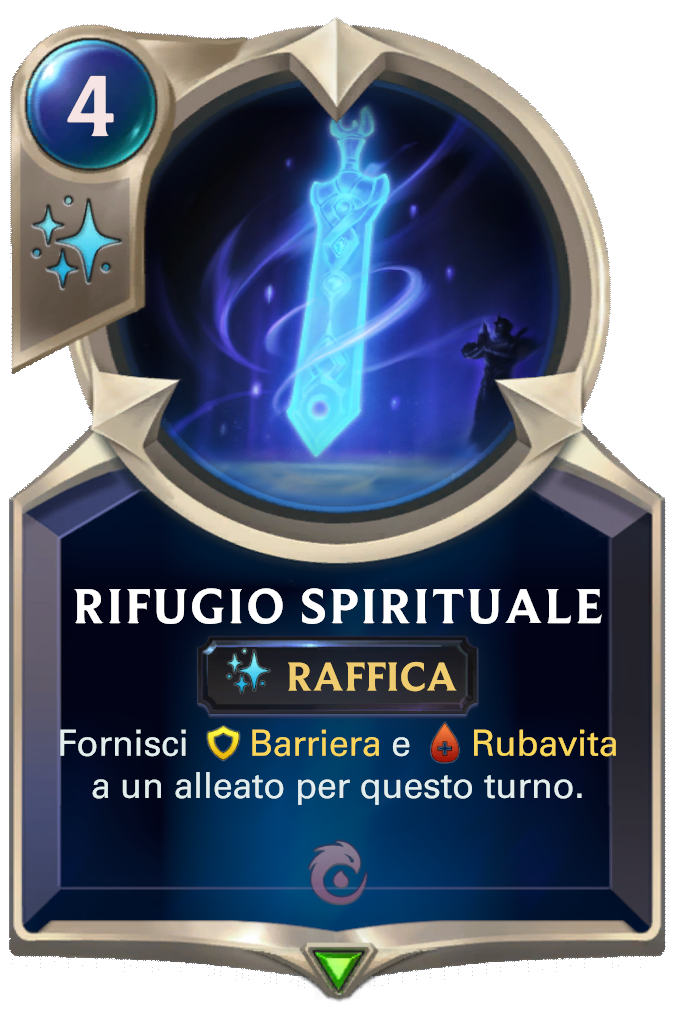 4
RIFUGIO SPIRITUALE
RAFFICA
Fornisci Barriera e Rubavita
a un alleato per questo turno.